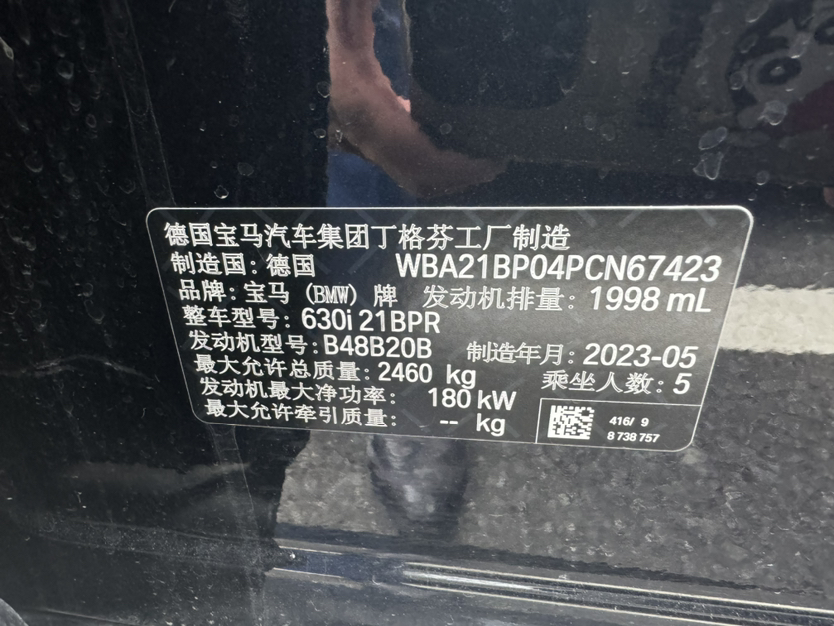 德国宝马汽车集团丁格芬工厂制造
制造国：德国 WBA21BP04PCN67423
品牌：宝马（BMW）牌 发动机排量：1998 mL
整车型号：630i 21BPR
发动机型号：B48B20B 制造年月：2023-05
最大允许总质量：2460 kg 乘坐人数：5
发动机最大净功率：180 kW
最大允许牵引质量：-- kg
416/ 9
8 738 757